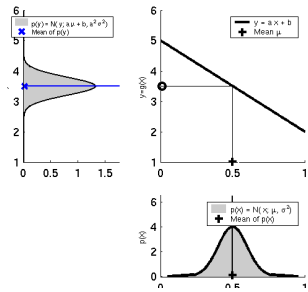 6
5
4
3
2
1
0 0.5 1 1.5
p(y) = N( y; a μ + b, a² σ²)
Mean of p(y)
6
5
4
3
2
1
0 0.5 1
y=g(x)
y = a x + b
Mean μ
6
4
2
0
0 0.5 1
p(x)
p(x) = N( x; μ, σ²)
Mean of p(x)